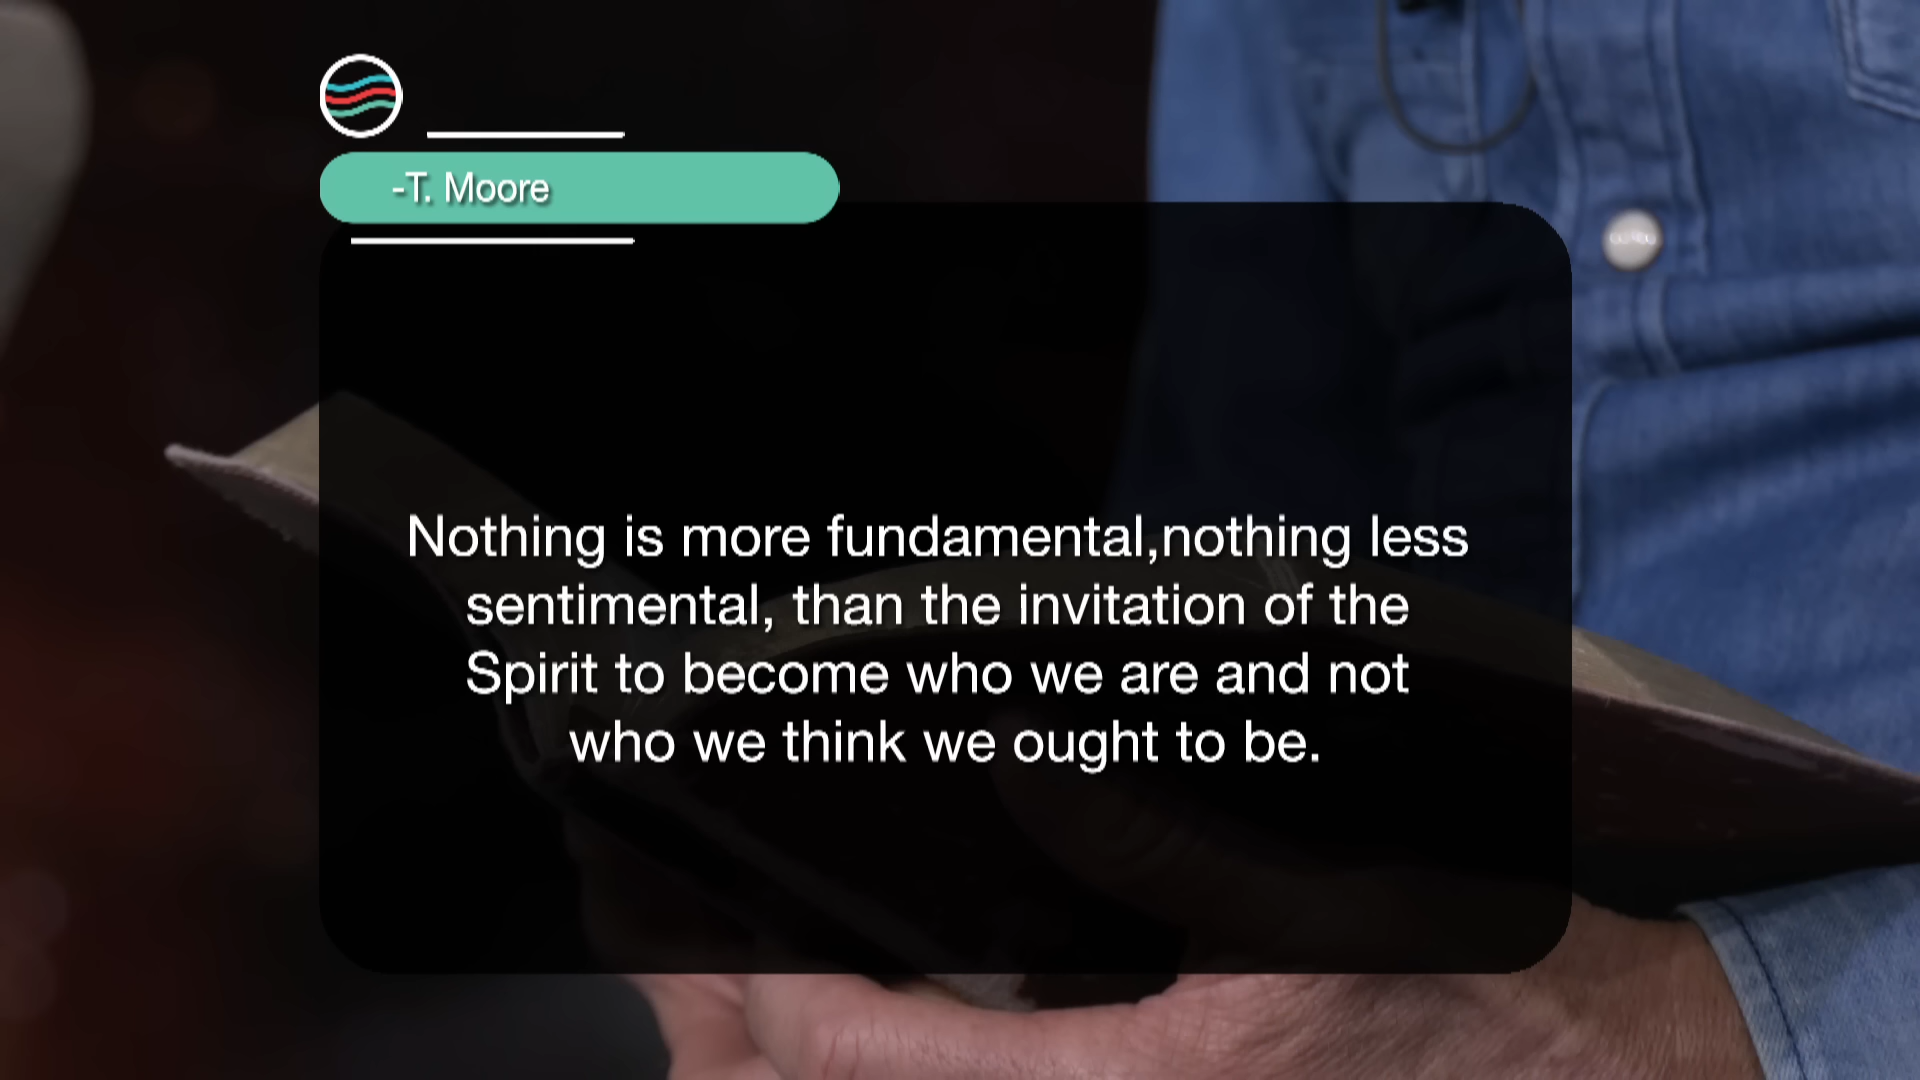 -T. Moore
Nothing is more fundamental,nothing less
sentimental, than the invitation of the
Spirit to become who we are and not
who we think we ought to be.